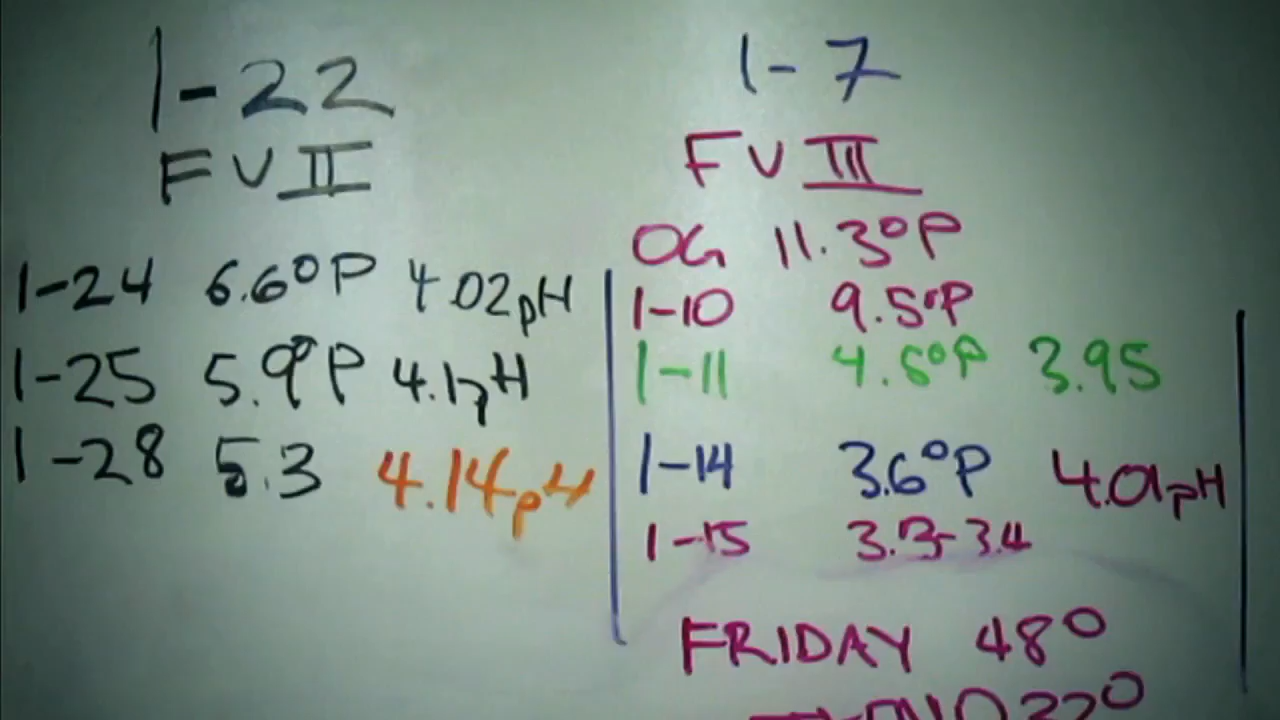 1-22
FV II
1-24 6.6°P 4.02pH
1-25 5.9°P 4.1pH
1-28 5.3 4.14pH
1-7
FV III
OG 11.3°P
1-10 9.5°P
1-11 4.6°P 3.95
1-14 3.6°P 4.01pH
1-15 3.3-3.4
FRIDAY 48°